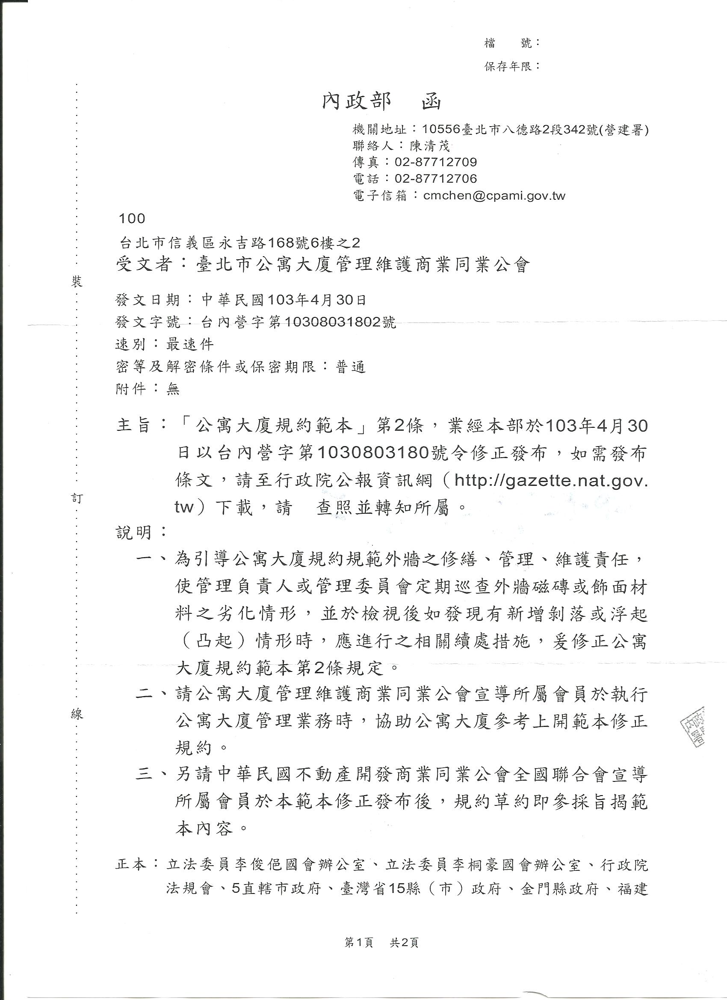 檔　　號：
保存年限：
內政部　函
機關地址：10556臺北市八德路2段342號(營建署)
聯絡人：陳清茂
傳真：02-87712709
電話：02-87712706
電子信箱：cmchen@cpami.gov.tw
100
台北市信義區永吉路168號6樓之2
受文者：臺北市公寓大廈管理維護商業同業公會
發文日期：中華民國103年4月30日
發文字號：台內營字第10308031802號
速別：最速件
密等及解密條件或保密期限：普通
附件：無
主旨：「公寓大廈規約範本」第2條，業經本部於103年4月30
日以台內營字第1030803180號令修正發布，如需發布
條文，請至行政院公報資訊網（http://gazette.nat.gov.
tw）下載，請　查照並轉知所屬。
說明：
一、為引導公寓大廈規約規範外牆之修繕、管理、維護責任，
使管理負責人或管理委員會定期巡查外牆磁磚或飾面材
料之劣化情形，並於檢視後如發現有新增剝落或浮起
（凸起）情形時，應進行之相關續處措施，爰修正公寓
大廈規約範本第2條規定。
二、請公寓大廈管理維護商業同業公會宣導所屬會員於執行
公寓大廈管理業務時，協助公寓大廈參考上開範本修正
規約。
三、另請中華民國不動產開發商業同業公會全國聯合會宣導
所屬會員於本範本修正發布後，規約草約即參採旨揭範
本內容。
正本：立法委員李俊俋國會辦公室、立法委員李桐豪國會辦公室、行政院
法規會、5直轄市政府、臺灣省15縣（市）政府、金門縣政府、福建
第1頁　共2頁
裝
訂
線
內政
署